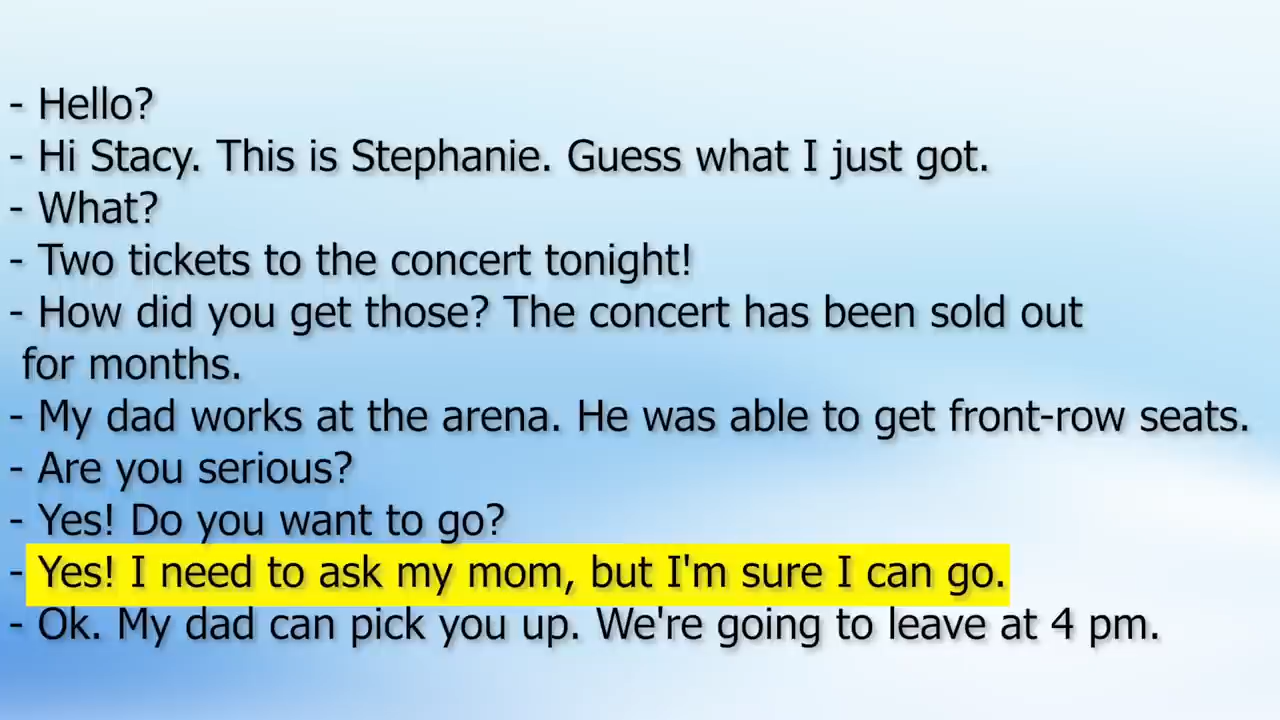 - Hello?
- Hi Stacy. This is Stephanie. Guess what I just got.
- What?
- Two tickets to the concert tonight!
- How did you get those? The concert has been sold out
for months.
- My dad works at the arena. He was able to get front-row seats.
- Are you serious?
- Yes! Do you want to go?
- Yes! I need to ask my mom, but I'm sure I can go.
- Ok. My dad can pick you up. We're going to leave at 4 pm.